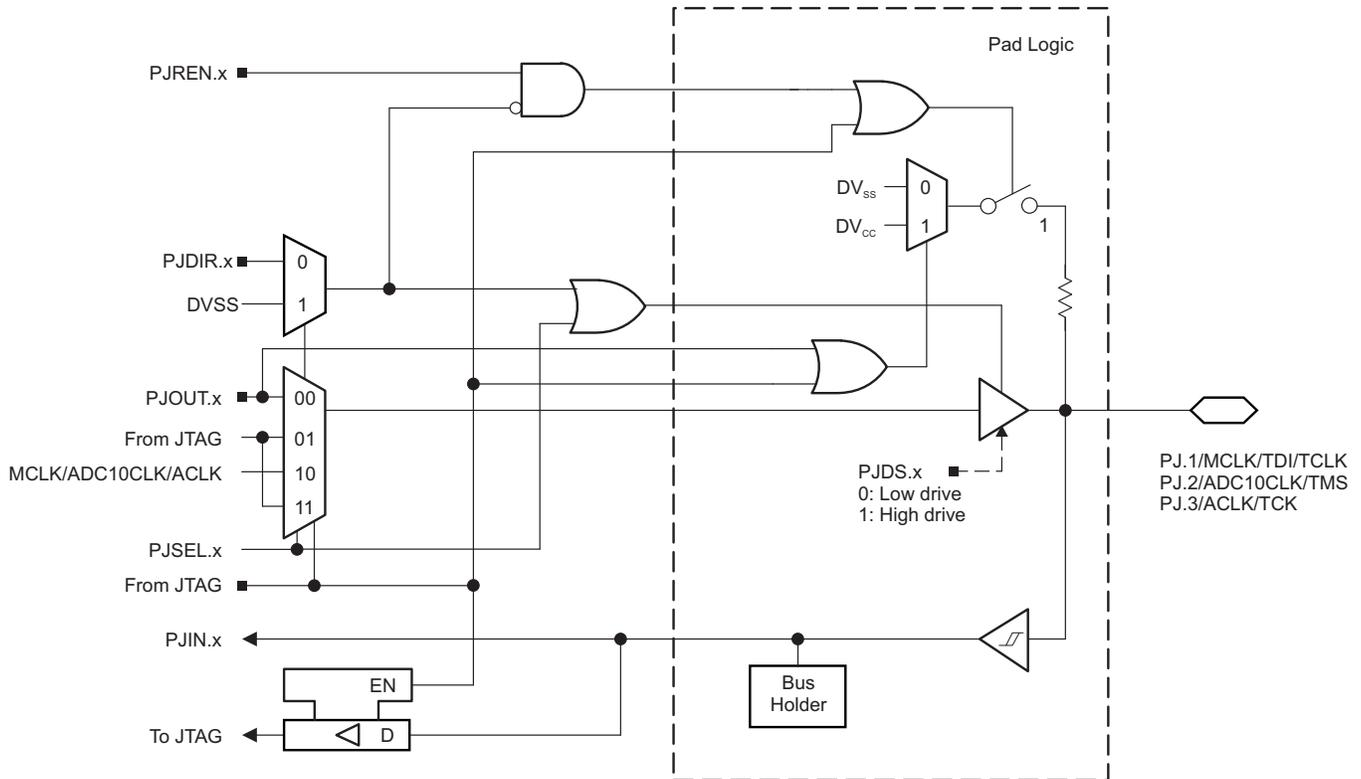 Pad Logic
PJREN.x
DVSS
0
DVCC
1
1
PJDIR.x
0
DVSS
1
PJOUT.x
00
From JTAG
01
MCLK/ADC10CLK/ACLK
10
11
PJDS.x
0: Low drive
1: High drive
PJ.1/MCLK/TDI/TCLK
PJ.2/ADC10CLK/TMS
PJ.3/ACLK/TCK
PJSEL.x
From JTAG
PJIN.x
EN
Bus
Holder
To JTAG
D